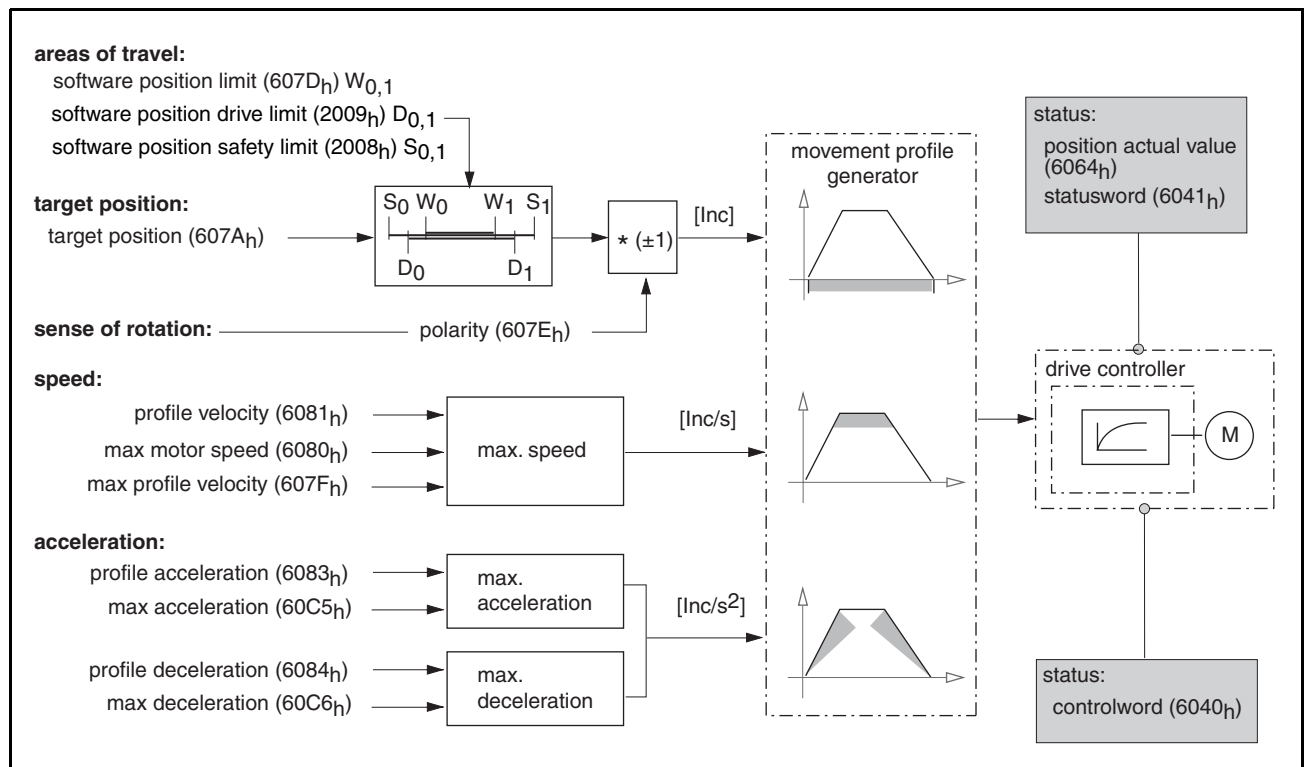 areas of travel:
software position limit (607Dh) W0,1
software position drive limit (2009h) D0,1
software position safety limit (2008h) S0,1
target position:
target position (607Ah)
S0 W0 W1 S1
D0 D1
* (±1)
[Inc]
sense of rotation:
polarity (607Eh)
speed:
profile velocity (6081h)
max motor speed (6080h)
max profile velocity (607Fh)
max. speed
[Inc/s]
acceleration:
profile acceleration (6083h)
max acceleration (60C5h)
max.
acceleration
profile deceleration (6084h)
max deceleration (60C6h)
max.
deceleration
[Inc/s2]
movement profile
generator
status:
position actual value
(6064h)
statusword (6041h)
drive controller
M
status:
controlword (6040h)